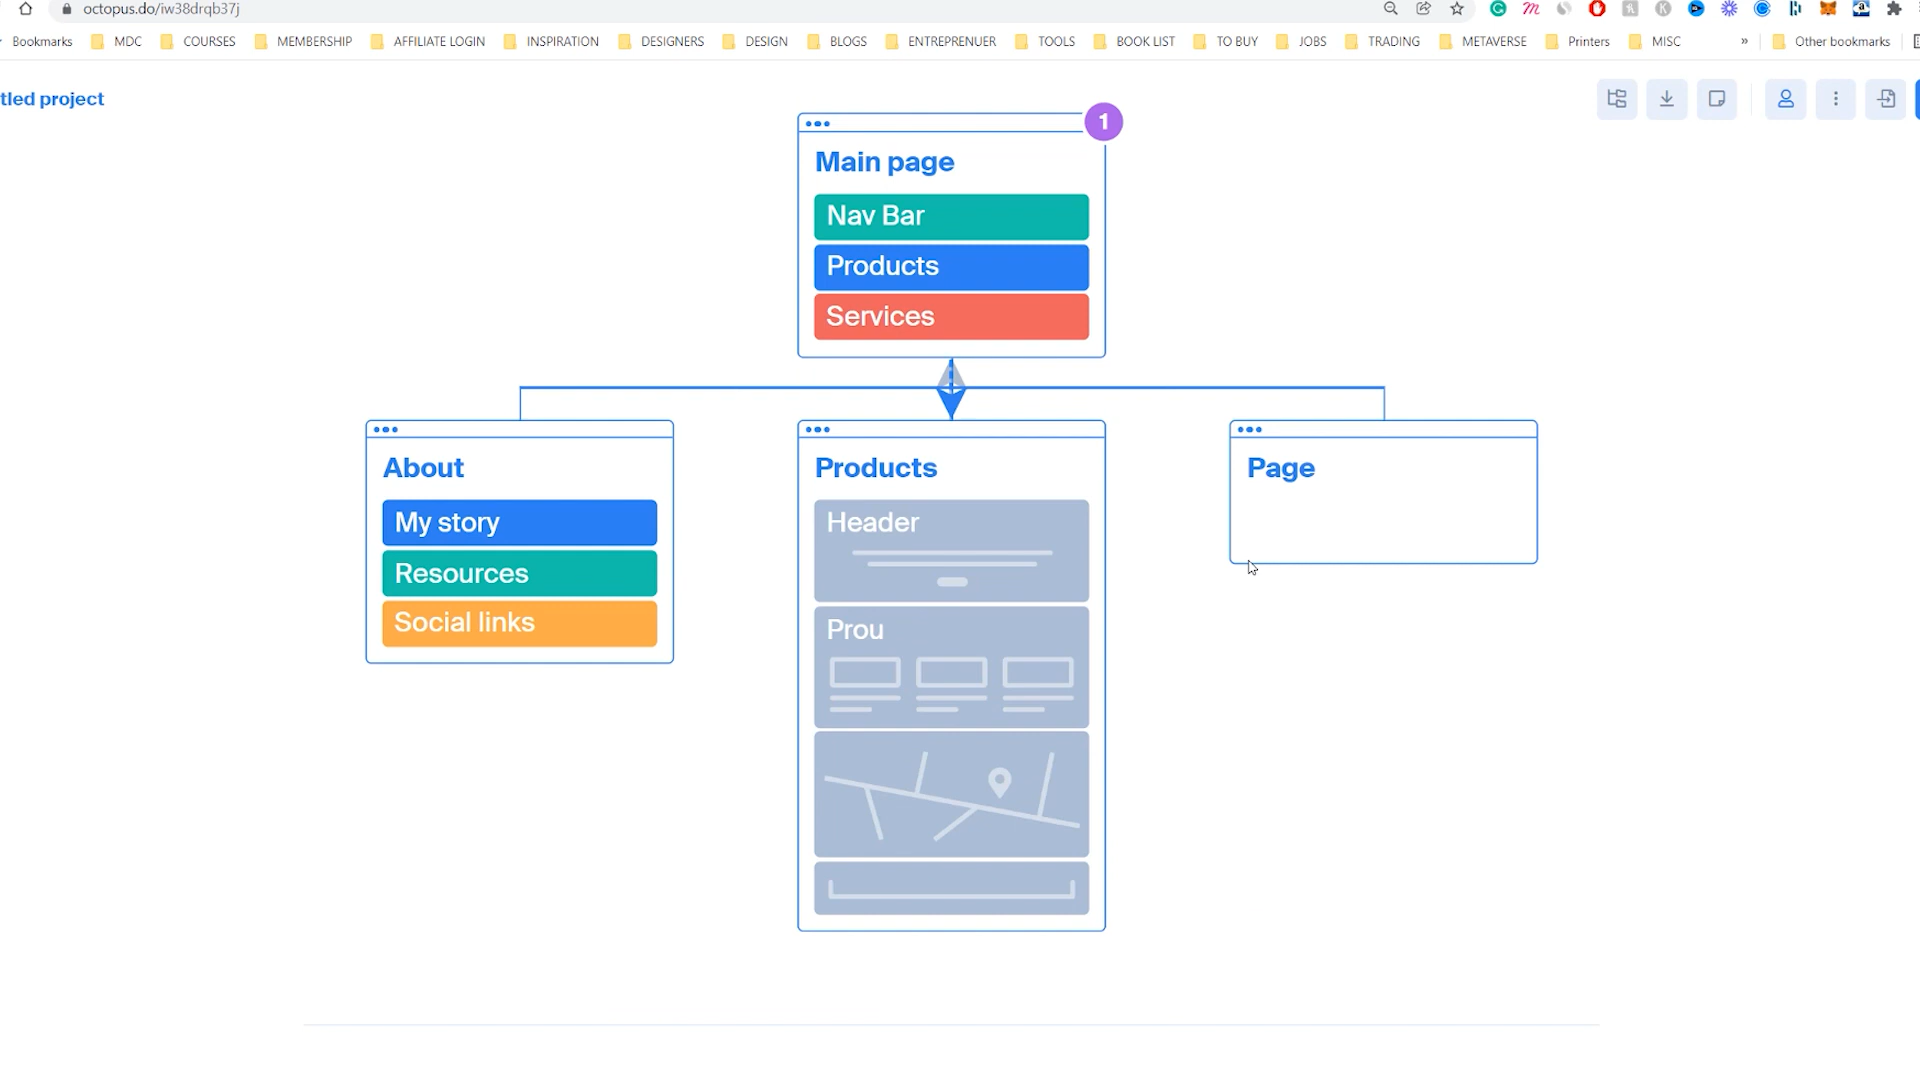 octopus.do/iw38drqb37j
Bookmarks MDC COURSES MEMBERSHIP AFFILIATE LOGIN INSPIRATION DESIGNERS DESIGN BLOGS ENTREPRENUER TOOLS BOOK LIST TO BUY JOBS TRADING METAVERSE Printers MISC » Other bookmarks
tled project
1
Main page
Nav Bar
Products
Services
About
My story
Resources
Social links
Products
Header
Prou
Page